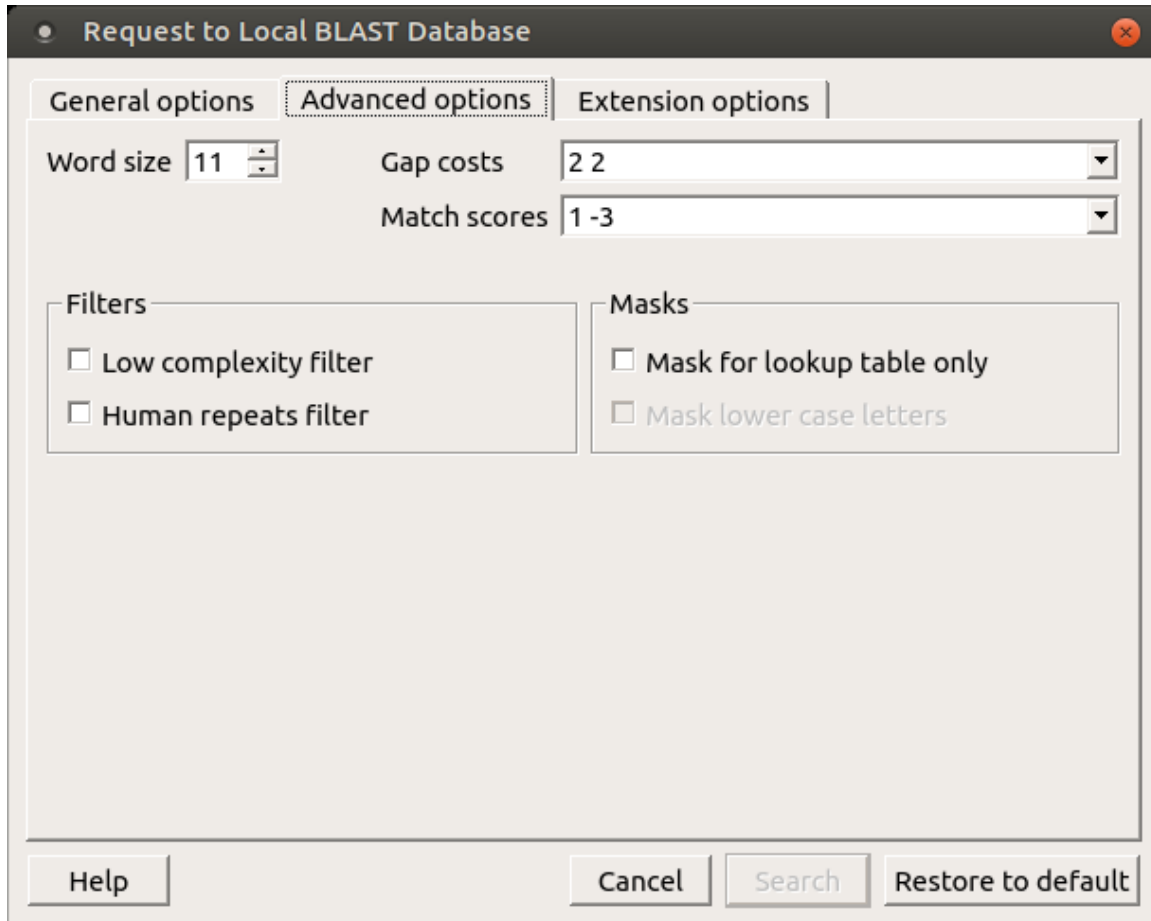 Request to Local BLAST Database
General options Advanced options Extension options
Word size 11 Gap costs 2 2
Match scores 1 -3
Filters Masks
Low complexity filter Mask for lookup table only
Human repeats filter Mask lower case letters
Help Cancel Search Restore to default